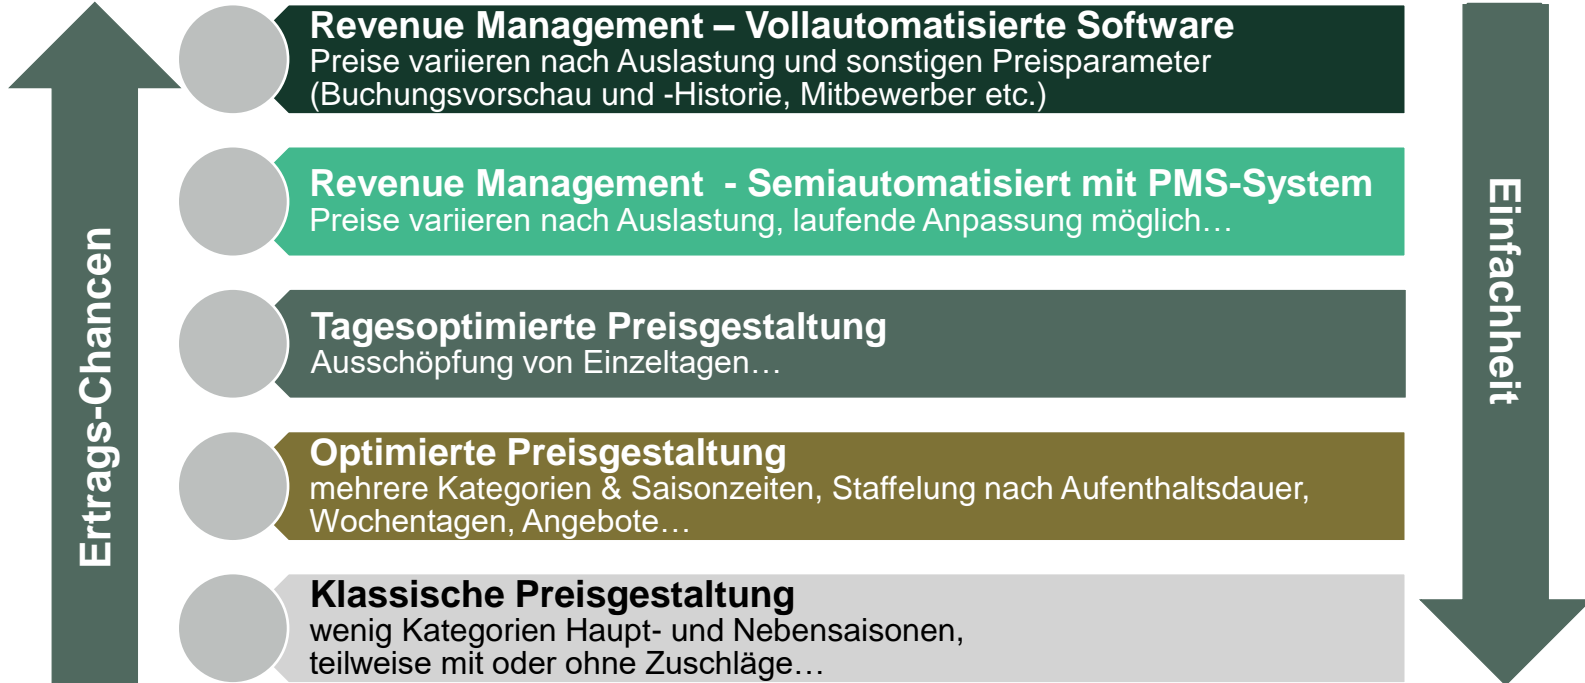 Ertrags-Chancen
Revenue Management – Vollautomatisierte Software
Preise variieren nach Auslastung und sonstigen Preisparameter
(Buchungsvorschau und -Historie, Mitbewerber etc.)
Revenue Management - Semiautomatisiert mit PMS-System
Preise variieren nach Auslastung, laufende Anpassung möglich…
Tagesoptimierte Preisgestaltung
Ausschöpfung von Einzeltagen…
Optimierte Preisgestaltung
mehrere Kategorien & Saisonzeiten, Staffelung nach Aufenthaltsdauer,
Wochentagen, Angebote…
Klassische Preisgestaltung
wenig Kategorien Haupt- und Nebensaisonen,
teilweise mit oder ohne Zuschläge…
Einfachheit